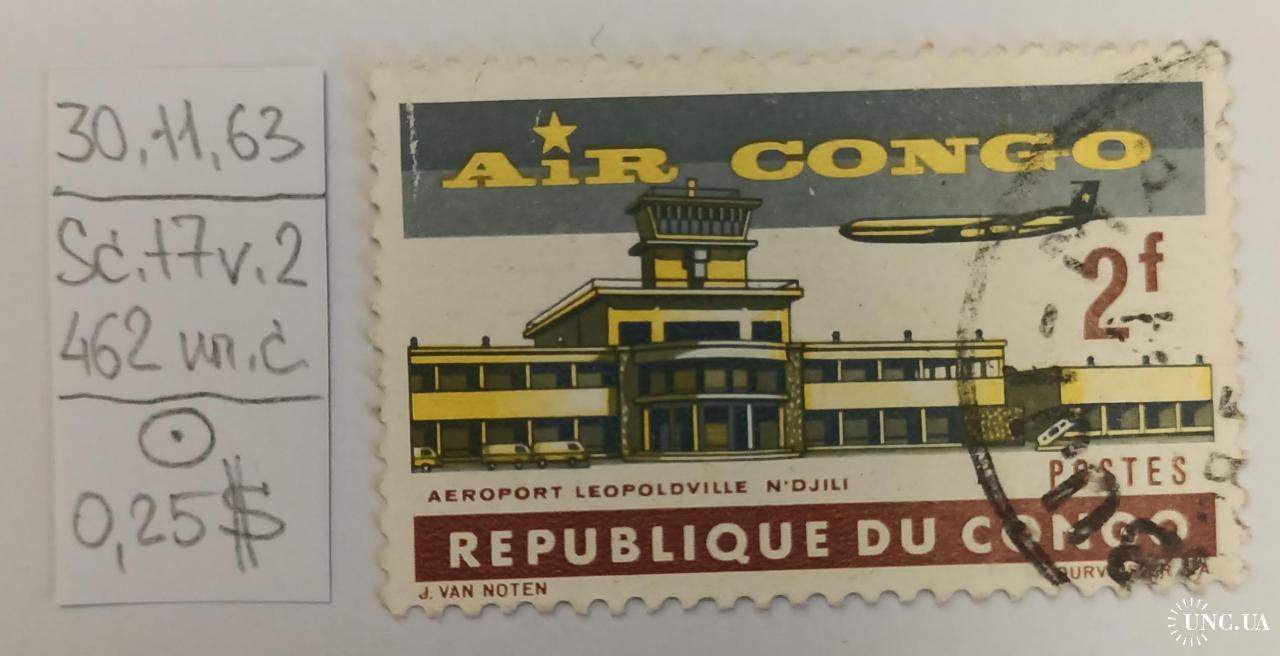 30,11,63
Sc.17v.2
462 шт.с
0,25$
AiR CONGO
2f
AEROPORT LEOPOLDVILLE N'DJILI
POSTES
REPUBLIQUE DU CONGO
J. VAN NOTEN
UNC.UA